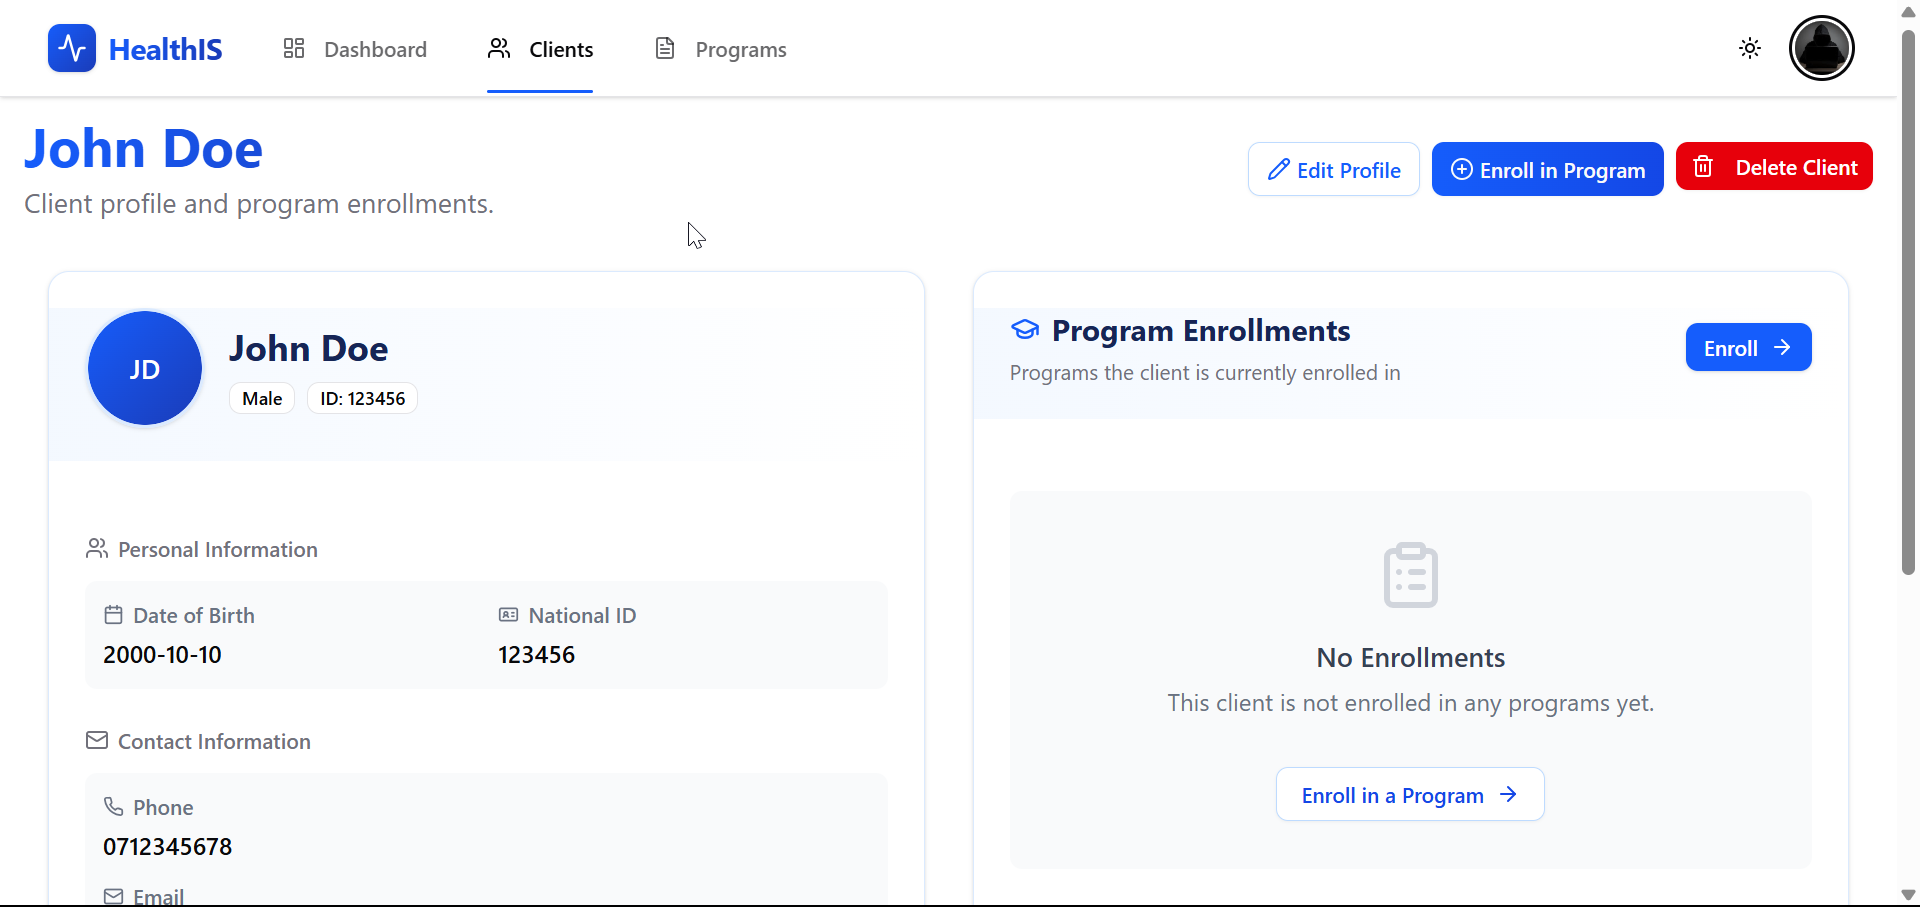 HealthIS
Dashboard
Clients
Programs
John Doe
Client profile and program enrollments.
Edit Profile
Enroll in Program
Delete Client
JD
John Doe
Male
ID: 123456
Personal Information
Date of Birth
National ID
2000-10-10
123456
Contact Information
Phone
0712345678
Email
Program Enrollments
Programs the client is currently enrolled in
Enroll
No Enrollments
This client is not enrolled in any programs yet.
Enroll in a Program